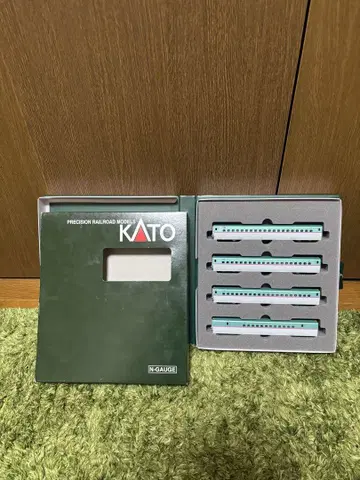 PRECISION RAILROAD MODELS
KATO
N-GAUGE